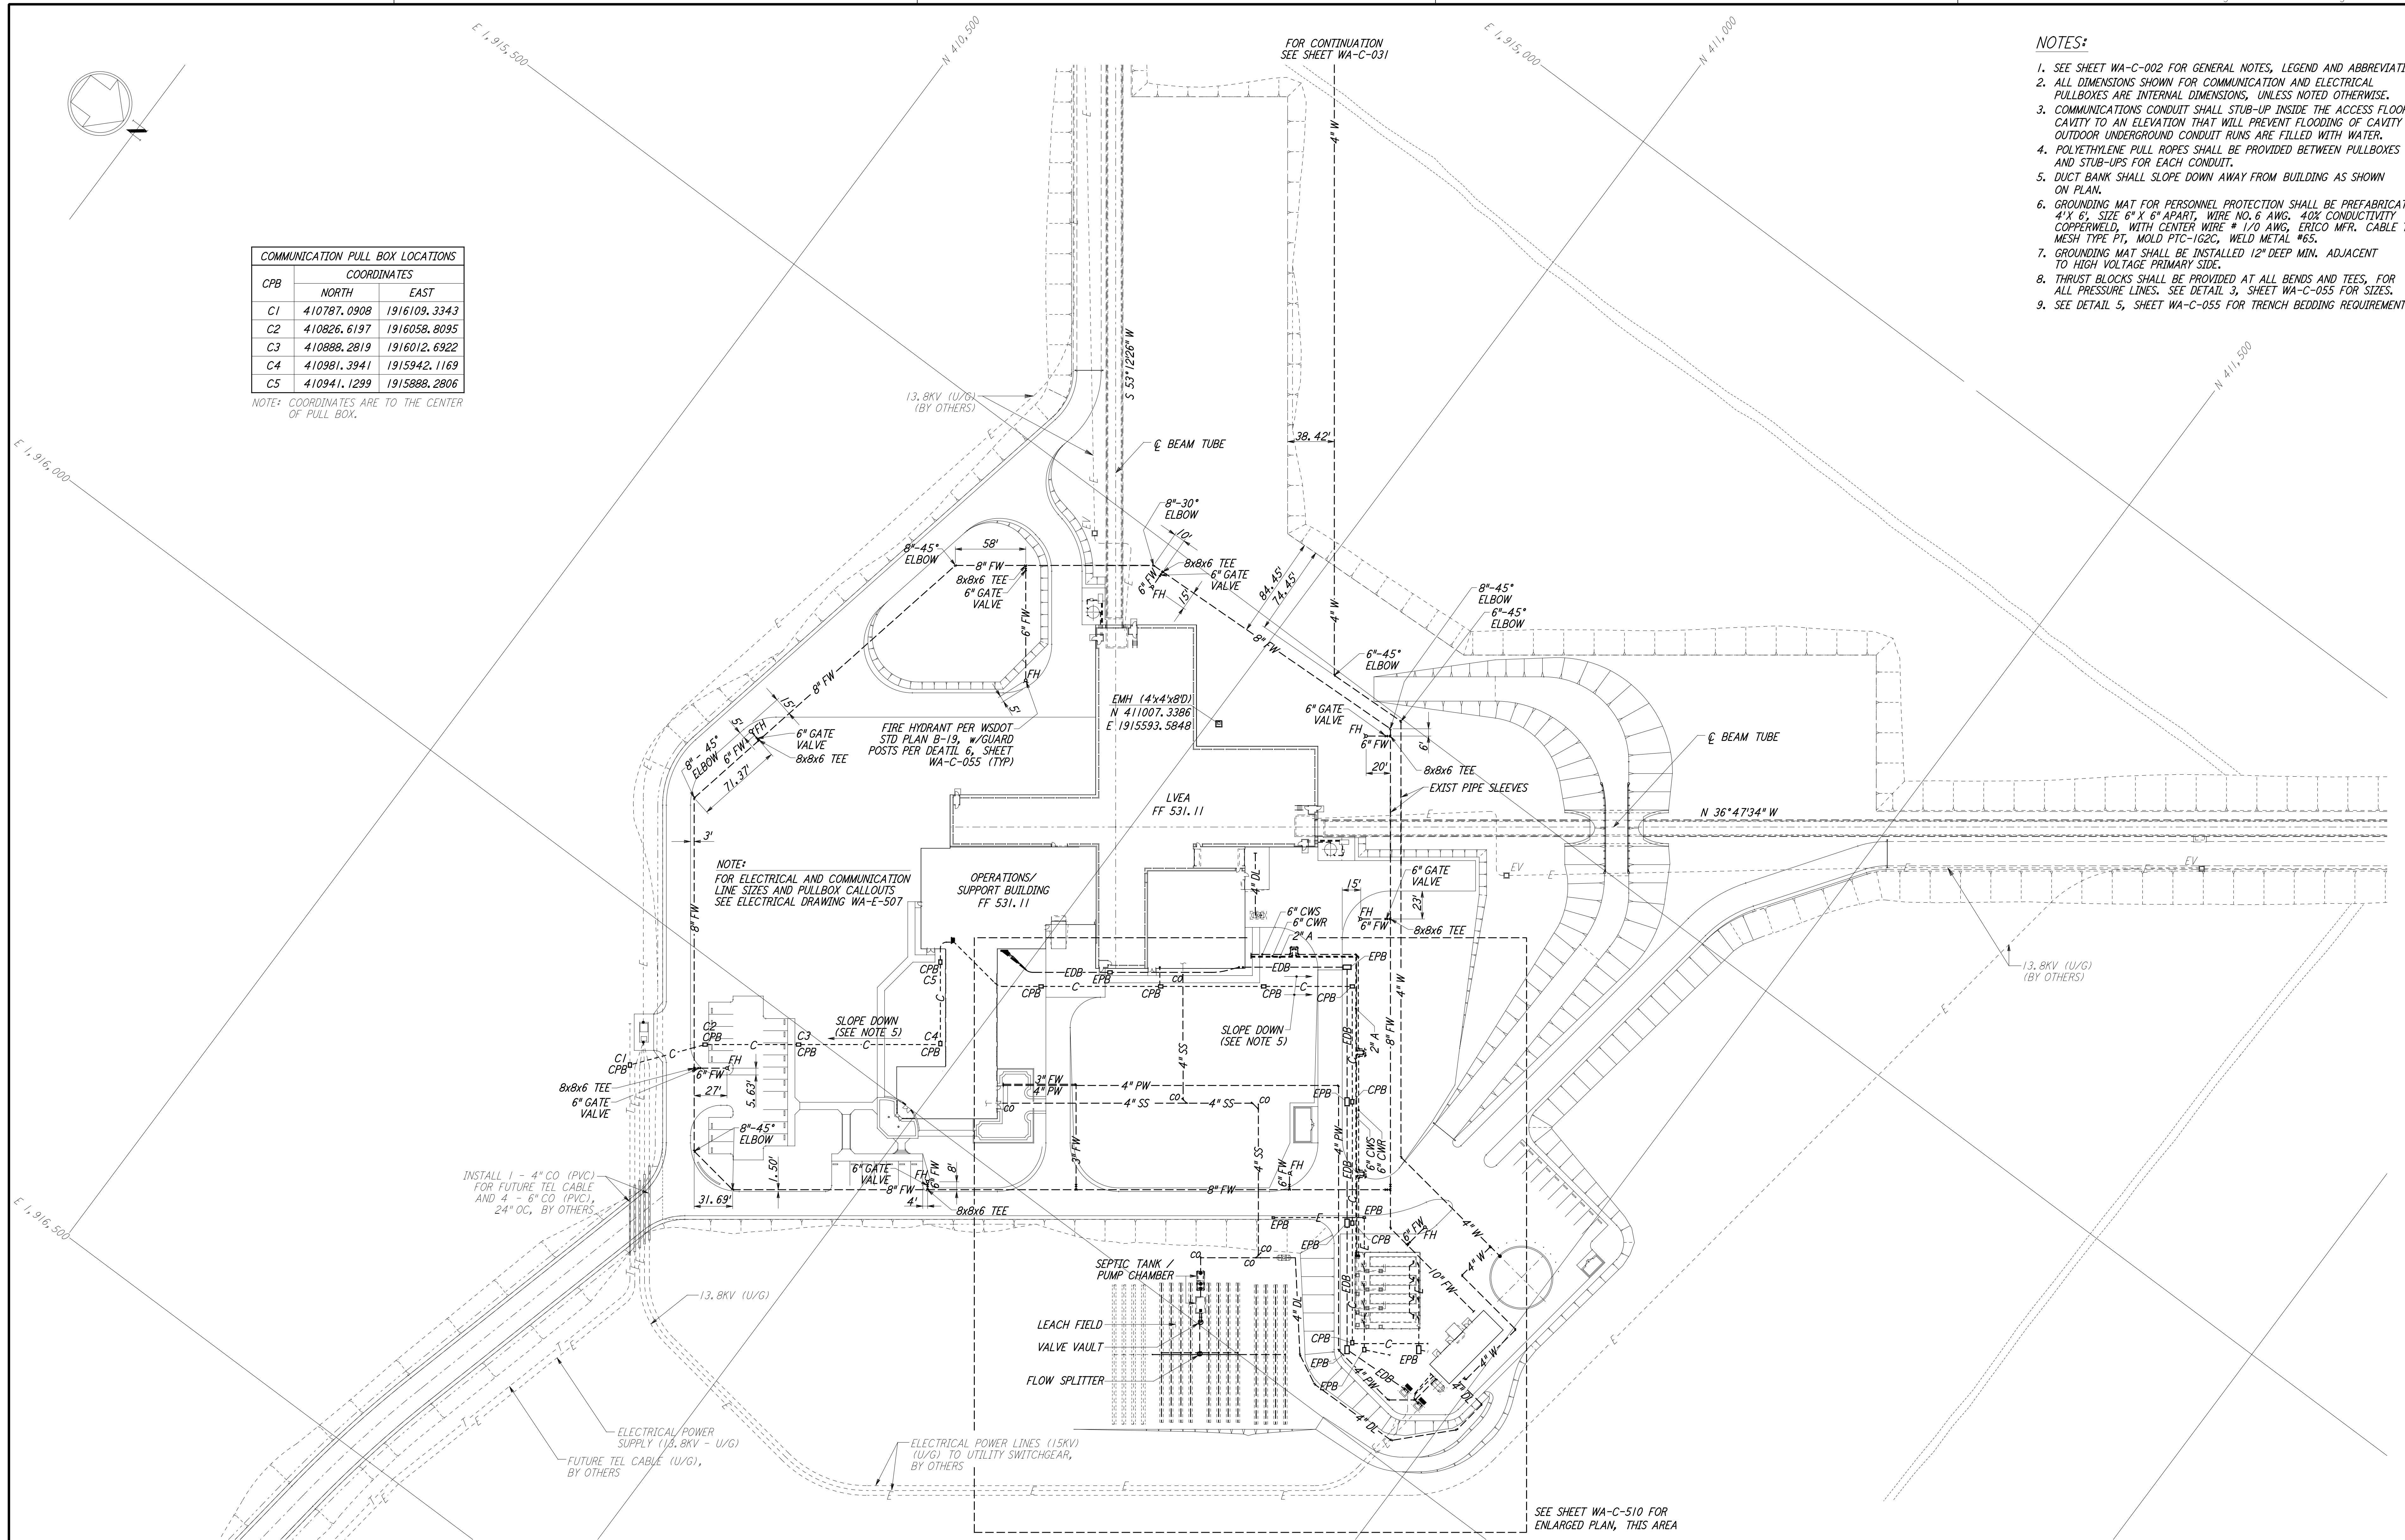 E 1,915,500
N 410,500
FOR CONTINUATION
SEE SHEET WA-C-031
E 1,915,000
N 411,000
NOTES:
1. SEE SHEET WA-C-002 FOR GENERAL NOTES, LEGEND AND ABBREVIATI
2. ALL DIMENSIONS SHOWN FOR COMMUNICATION AND ELECTRICAL
PULLBOXES ARE INTERNAL DIMENSIONS, UNLESS NOTED OTHERWISE.
3. COMMUNICATIONS CONDUIT SHALL STUB-UP INSIDE THE ACCESS FLOOR
CAVITY TO AN ELEVATION THAT WILL PREVENT FLOODING OF CAVITY
OUTDOOR UNDERGROUND CONDUIT RUNS ARE FILLED WITH WATER.
4. POLYETHYLENE PULL ROPES SHALL BE PROVIDED BETWEEN PULLBOXES
AND STUB-UPS FOR EACH CONDUIT.
5. DUCT BANK SHALL SLOPE DOWN AWAY FROM BUILDING AS SHOWN
ON PLAN.
6. GROUNDING MAT FOR PERSONNEL PROTECTION SHALL BE PREFABRICAT
4'X 6', SIZE 6" X 6" APART, WIRE NO. 6 AWG. 40% CONDUCTIVITY
COPPERWELD, WITH CENTER WIRE # 1/0 AWG, ERICO MFR. CABLE T
MESH TYPE PT, MOLD PTC-1G2C, WELD METAL #65.
7. GROUNDING MAT SHALL BE INSTALLED 12" DEEP MIN. ADJACENT
TO HIGH VOLTAGE PRIMARY SIDE.
8. THRUST BLOCKS SHALL BE PROVIDED AT ALL BENDS AND TEES, FOR
ALL PRESSURE LINES. SEE DETAIL 3, SHEET WA-C-055 FOR SIZES.
9. SEE DETAIL 5, SHEET WA-C-055 FOR TRENCH BEDDING REQUIREMENT
N
COMMUNICATION PULL BOX LOCATIONS
CPB COORDINATES
NORTH EAST
C1 410787.0908 1916109.3343
C2 410826.6197 1916058.8095
C3 410888.2819 1916012.6922
C4 410981.3941 1915942.1169
C5 410941.1299 1915888.2806
NOTE: COORDINATES ARE TO THE CENTER
OF PULL BOX.
4" W
S 53°12'26" W
13.8KV (U/G)
(BY OTHERS)
℄ BEAM TUBE
38.42'
N 411,500
E 1,916,000
8"-30°
ELBOW
10'
8"-45°
ELBOW
58'
8" FW
8x8x6 TEE
6" GATE
VALVE
6" FW
FH
8x8x6 TEE
6" GATE
VALVE
6" FW
FH
15'
84.45'
74.45'
4" W
8" FW
8"-45°
ELBOW
6"-45°
ELBOW
6"-45°
ELBOW
8" FW
15'
5'
FH
5'
6" GATE
VALVE
8x8x6 TEE
8"-45°
ELBOW
6" FW
71.37'
FIRE HYDRANT PER WSDOT
STD PLAN B-19, w/GUARD
POSTS PER DEATIL 6, SHEET
WA-C-055 (TYP)
EMH (4'x4'x8'D)
N 411007.3386
E 1915593.5848
6" GATE
VALVE
FH
6" FW
20'
6'
8x8x6 TEE
EXIST PIPE SLEEVES
℄ BEAM TUBE
LVEA
FF 531.11
N 36°47'34" W
3'
NOTE:
FOR ELECTRICAL AND COMMUNICATION
LINE SIZES AND PULLBOX CALLOUTS
SEE ELECTRICAL DRAWING WA-E-507
OPERATIONS/
SUPPORT BUILDING
FF 531.11
4" DL
15'
6" GATE
VALVE
23'
FH
6" FW
8x8x6 TEE
6" CWS
6" CWR
2" A
EV
EV
13.8KV (U/G)
(BY OTHERS)
8" FW
CPB
C5
C
EDB
EPB
CPB
C
CPB
CO
CPB
EDB
C
CPB
EPB
4" W
C1
CPB
C
C2
CPB
C
C3
CPB
SLOPE DOWN
(SEE NOTE 5)
C
C4
CPB
SLOPE DOWN
(SEE NOTE 5)
4" SS
EDB
2" A
8" FW
8x8x6 TEE
6" GATE
VALVE
6" FW
FH
27'
5.63'
8"-45°
ELBOW
3" FW
4" PW
4" PW
CO
4" SS
CO
4" SS
CO
EPB
CPB
EPB
4" PW
EDB
6" CWS
6" CWR
3" FW
4" SS
INSTALL 1 - 4" CO (PVC)
FOR FUTURE TEL CABLE
AND 4 - 6" CO (PVC),
24" OC, BY OTHERS
31.69'
1.50'
6" GATE
VALVE
8" FW
FH
6" FW
8'
4'
8x8x6 TEE
8" FW
6" FW
FH
E 1,916,500
EPB
E
EPB
EPB
CPB
6" FW
FH
4" W
4" W
10" FW
CO
CO
CO
SEPTIC TANK /
PUMP CHAMBER
EDB
4" DL
13.8KV (U/G)
LEACH FIELD
VALVE VAULT
FLOW SPLITTER
CPB
C
EPB
EPB
EPB
4" PW
EDB
4" W
4" DL
4" DL
ELECTRICAL POWER
SUPPLY (13.8KV - U/G)
FUTURE TEL CABLE (U/G),
BY OTHERS
ELECTRICAL POWER LINES (15KV)
(U/G) TO UTILITY SWITCHGEAR,
BY OTHERS
SEE SHEET WA-C-510 FOR
ENLARGED PLAN, THIS AREA